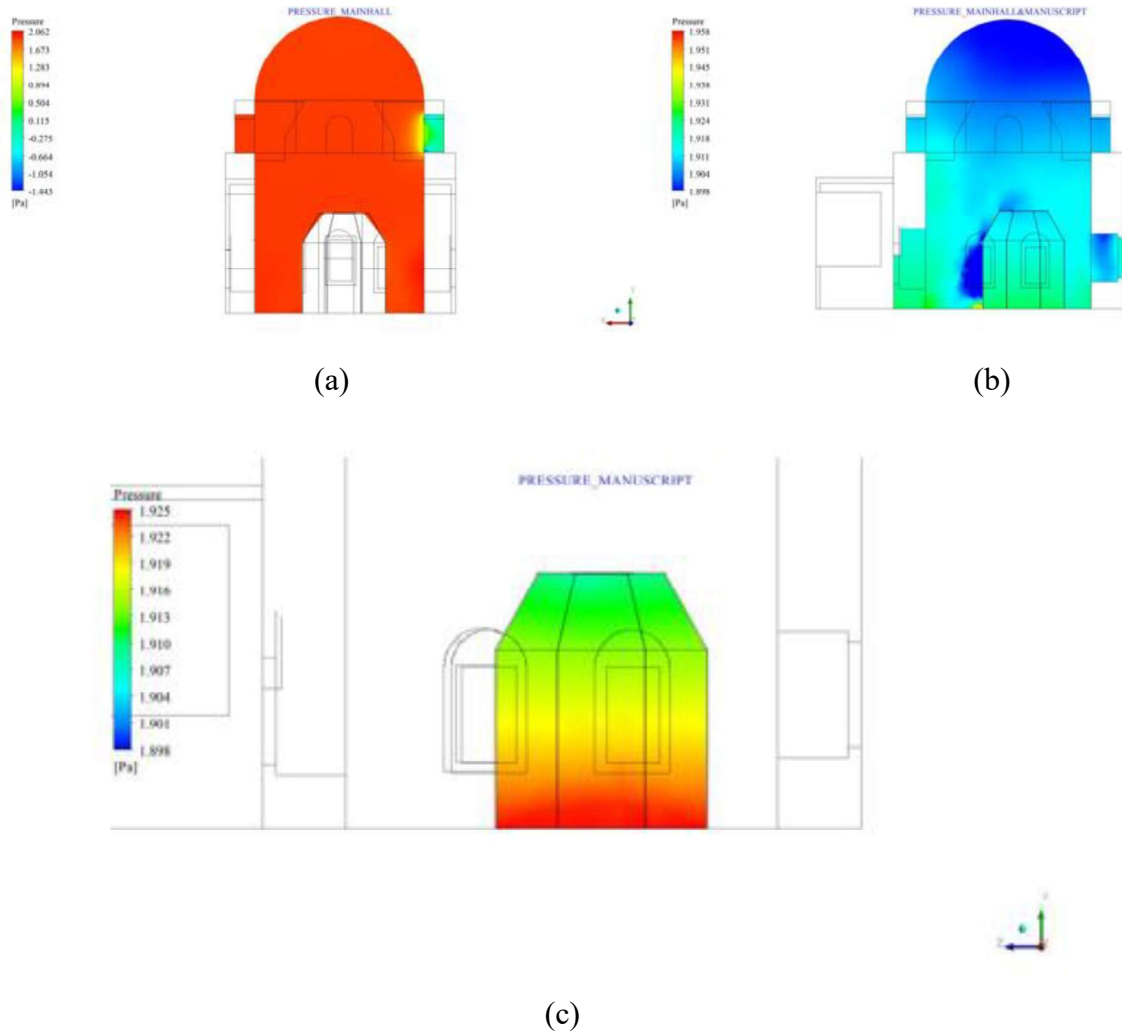 PRESSURE_MAINHALL
Pressure
2.062
1.673
1.283
0.894
0.504
0.115
-0.275
-0.664
-1.054
-1.443
[Pa]
X
Y
(a)
PRESSURE_MAINHALL&MANUSCRIPT
Pressure
1.958
1.951
1.945
1.938
1.931
1.924
1.918
1.911
1.904
1.898
[Pa]
(b)
PRESSURE_MANUSCRIPT
Pressure
1.925
1.922
1.919
1.916
1.913
1.910
1.907
1.904
1.901
1.898
[Pa]
Y
Z
(c)